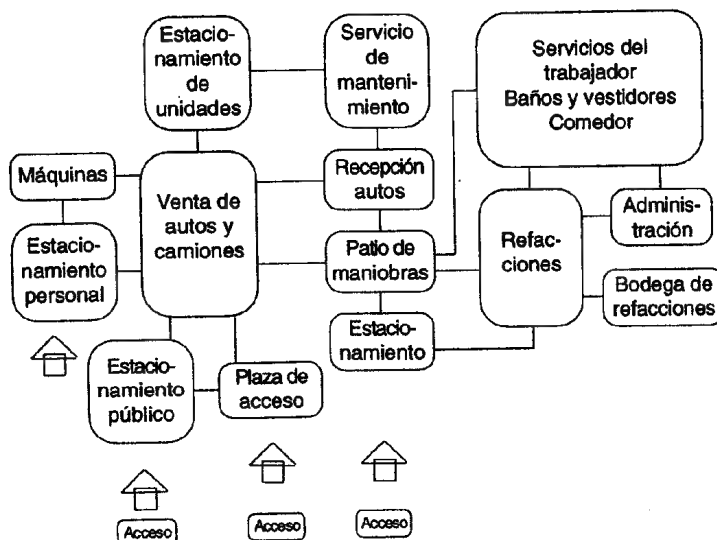 Estacio-
namiento
de
unidades
Servicio
de
manteni-
miento
Servicios del
trabajador
Baños y vestidores
Comedor
Máquinas
Venta de
autos y
camiones
Recepción
autos
Estacio-
namiento
personal
Patio de
maniobras
Refac-
ciones
Adminis-
tración
Bodega de
refacciones
Estacio-
namiento
Estacio-
namiento
público
Plaza de
acceso
Acceso
Acceso
Acceso